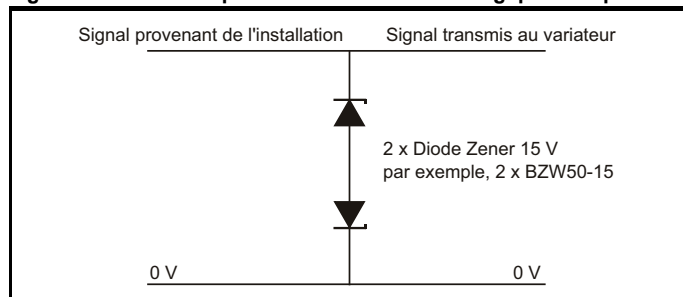 Signal provenant de l'installation Signal transmis au variateur
2 x Diode Zener 15 V
par exemple, 2 x BZW50-15
0 V 0 V